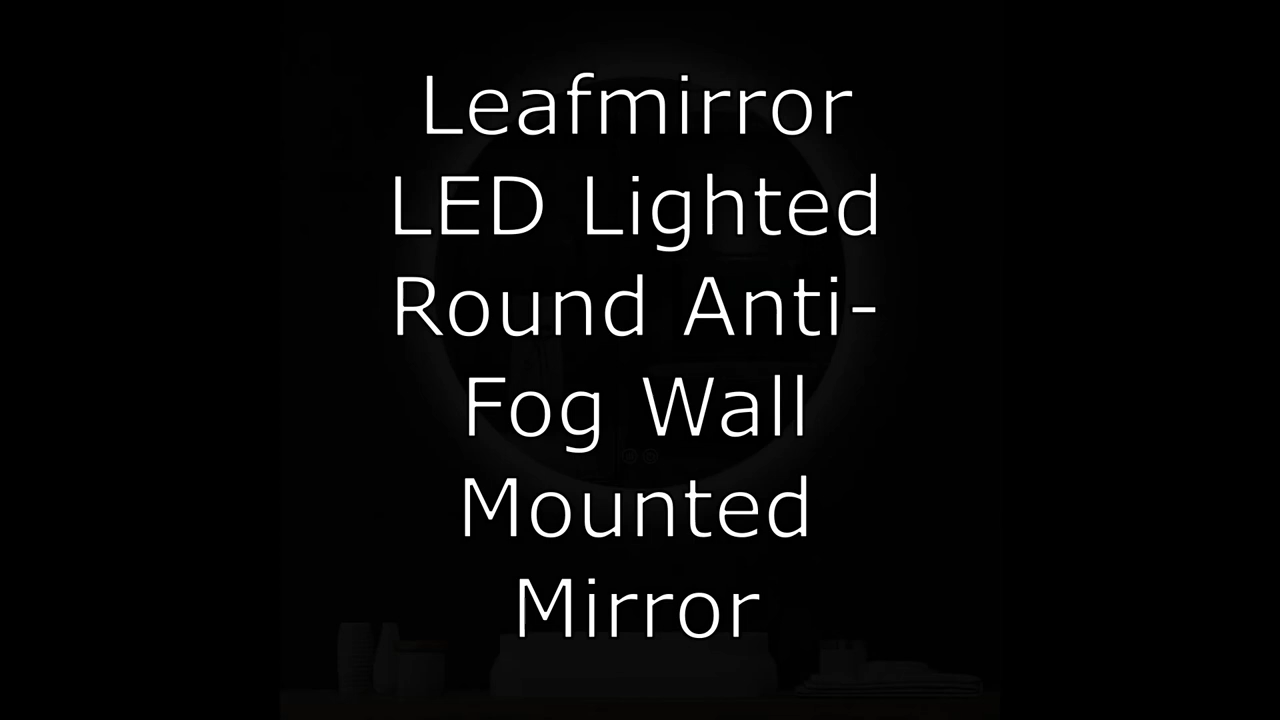 Leafmirror
LED Lighted
Round Anti-
Fog Wall
Mounted
Mirror